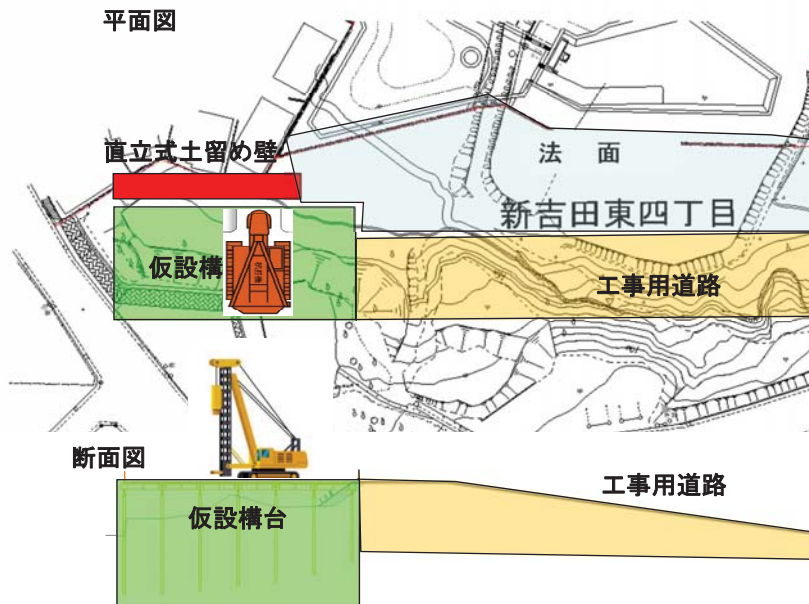 平面図
直立式土留め壁
法 面
新吉田東四丁目
仮設構
工事用道路
断面図
工事用道路
仮設構台